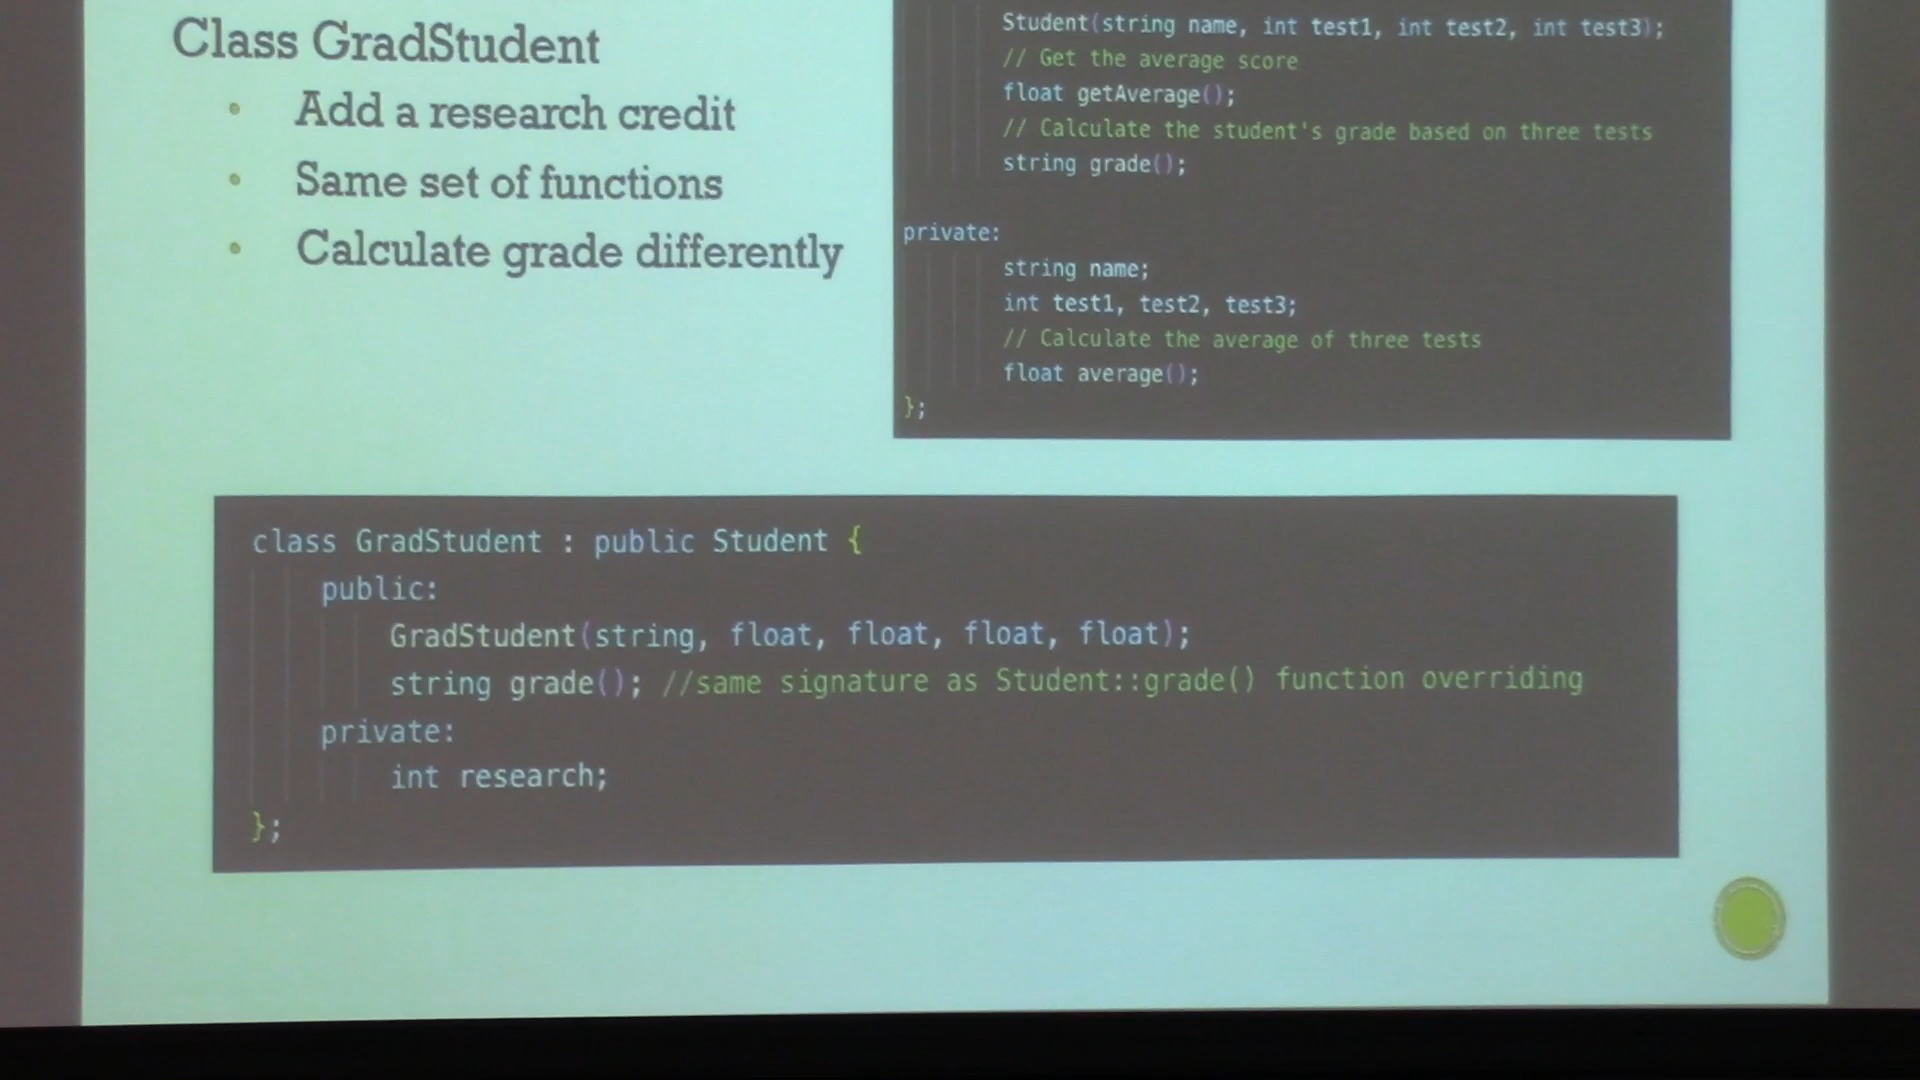 Class GradStudent
• Add a research credit
• Same set of functions
• Calculate grade differently
Student(string name, int test1, int test2, int test3);
// Get the average score
float getAverage();
// Calculate the student's grade based on three tests
string grade();
private:
string name;
int test1, test2, test3;
// Calculate the average of three tests
float average();
};
class GradStudent : public Student {
public:
GradStudent(string, float, float, float, float);
string grade(); //same signature as Student::grade() function overriding
private:
int research;
};